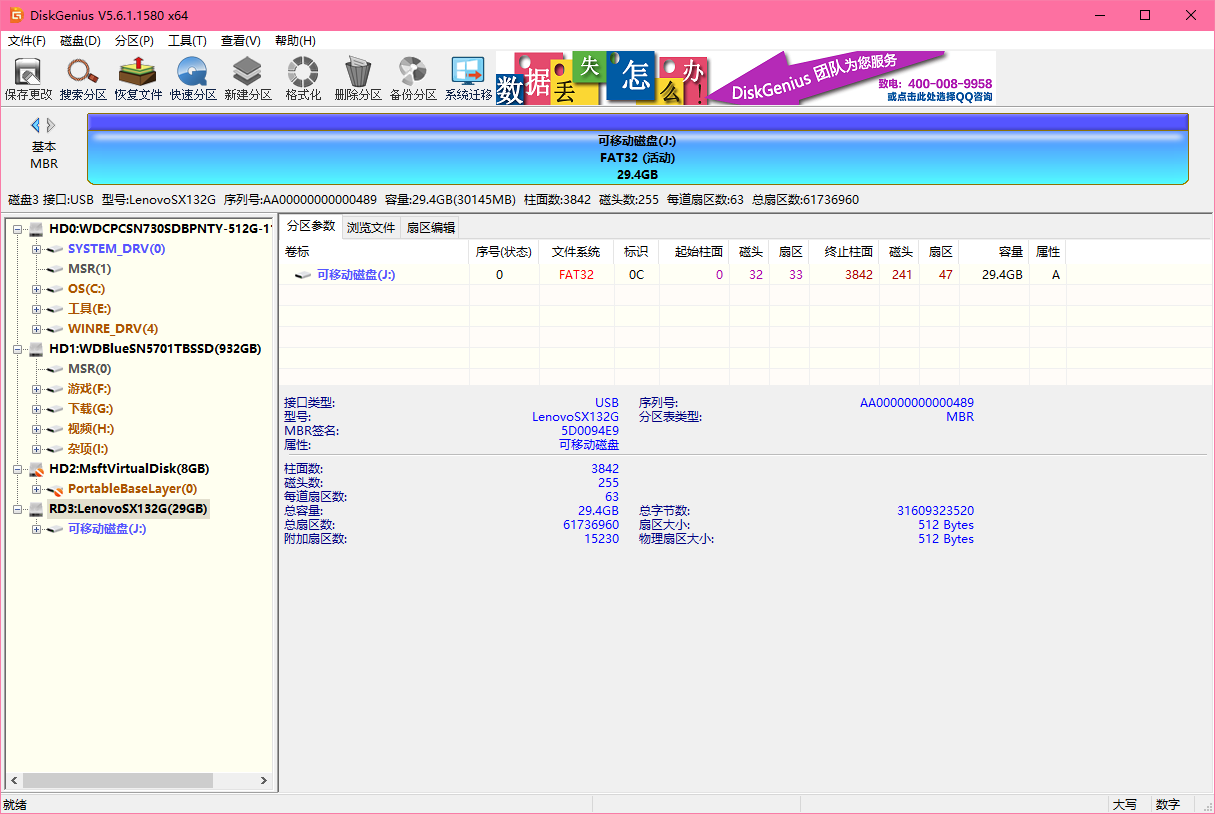 DiskGenius V5.6.1.1580 x64
文件(F) 磁盘(D) 分区(P) 工具(T) 查看(V) 帮助(H)
保存更改 搜索分区 恢复文件 快速分区 新建分区 格式化 删除分区 备份分区 系统迁移
数据丢失怎么办!
DiskGenius 团队为您服务
致电: 400-008-9958
或点击此处选择QQ咨询
基本
MBR
可移动磁盘(J:)
FAT32 (活动)
29.4GB
磁盘3 接口:USB 型号:LenovoSX132G 序列号:AA00000000000489 容量:29.4GB(30145MB) 柱面数:3842 磁头数:255 每道扇区数:63 总扇区数:61736960
HD0:WDCPCSN730SDBPNTY-512G-1
SYSTEM_DRV(0)
MSR(1)
OS(C:)
工具(E:)
WINRE_DRV(4)
HD1:WDBlueSN5701TBSSD(932GB)
MSR(0)
游戏(F:)
下载(G:)
视频(H:)
杂项(I:)
HD2:MsftVirtualDisk(8GB)
PortableBaseLayer(0)
RD3:LenovoSX132G(29GB)
可移动磁盘(J:)
分区参数 浏览文件 扇区编辑
卷标 序号(状态) 文件系统 标识 起始柱面 磁头 扇区 终止柱面 磁头 扇区 容量 属性
可移动磁盘(J:) 0 FAT32 0C 0 32 33 3842 241 47 29.4GB A
接口类型: USB 序列号: AA00000000000489
型号: LenovoSX132G 分区表类型: MBR
MBR签名: 5D0094E9
属性: 可移动磁盘
柱面数: 3842
磁头数: 255
每道扇区数: 63
总容量: 29.4GB 总字节数: 31609323520
总扇区数: 61736960 扇区大小: 512 Bytes
附加扇区数: 15230 物理扇区大小: 512 Bytes
就绪 大写 数字